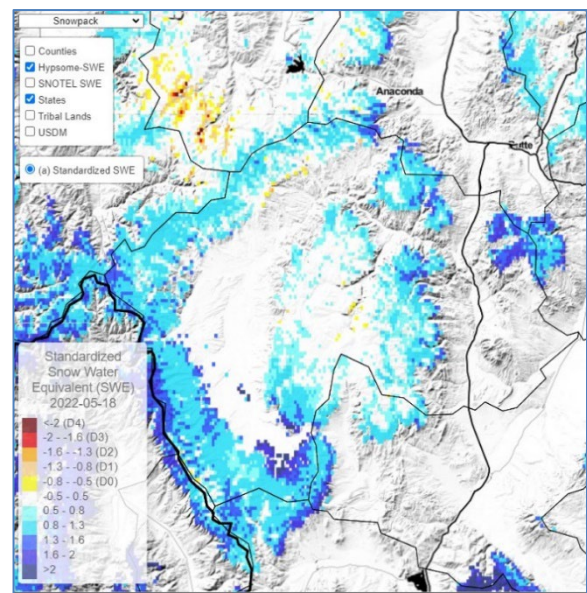 Snowpack
Counties
Hypsome-SWE
SNOTEL SWE
States
Tribal Lands
USDM
(a) Standardized SWE
Anaconda
Butte
Standardized
Snow Water
Equivalent (SWE)
2022-05-18
<-2 (D4)
-2 - -1.6 (D3)
-1.6 - -1.3 (D2)
-1.3 - -0.8 (D1)
-0.8 - -0.5 (D0)
-0.5 - 0.5
0.5 - 0.8
0.8 - 1.3
1.3 - 1.6
1.6 - 2
>2